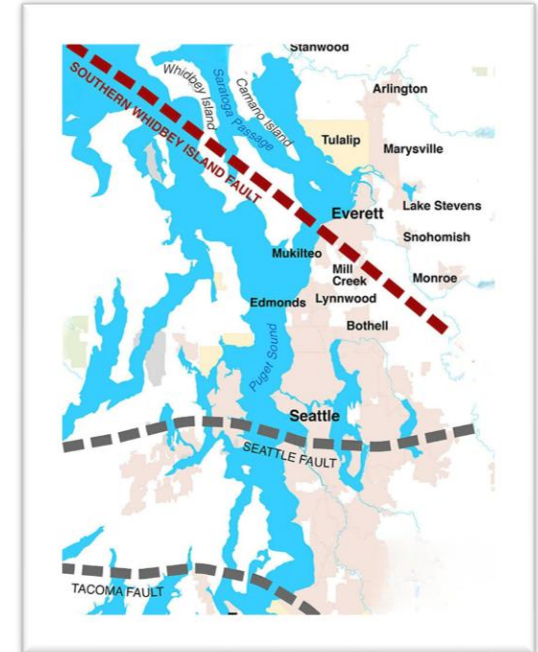 Stanwood
Arlington
Whidbey Island
Saratoga Passage
Camano Island
SOUTHERN WHIDBEY ISLAND FAULT
Tulalip
Marysville
Lake Stevens
Everett
Snohomish
Mukilteo
Mill
Creek
Monroe
Edmonds
Lynnwood
Bothell
Puget Sound
Seattle
SEATTLE FAULT
TACOMA FAULT